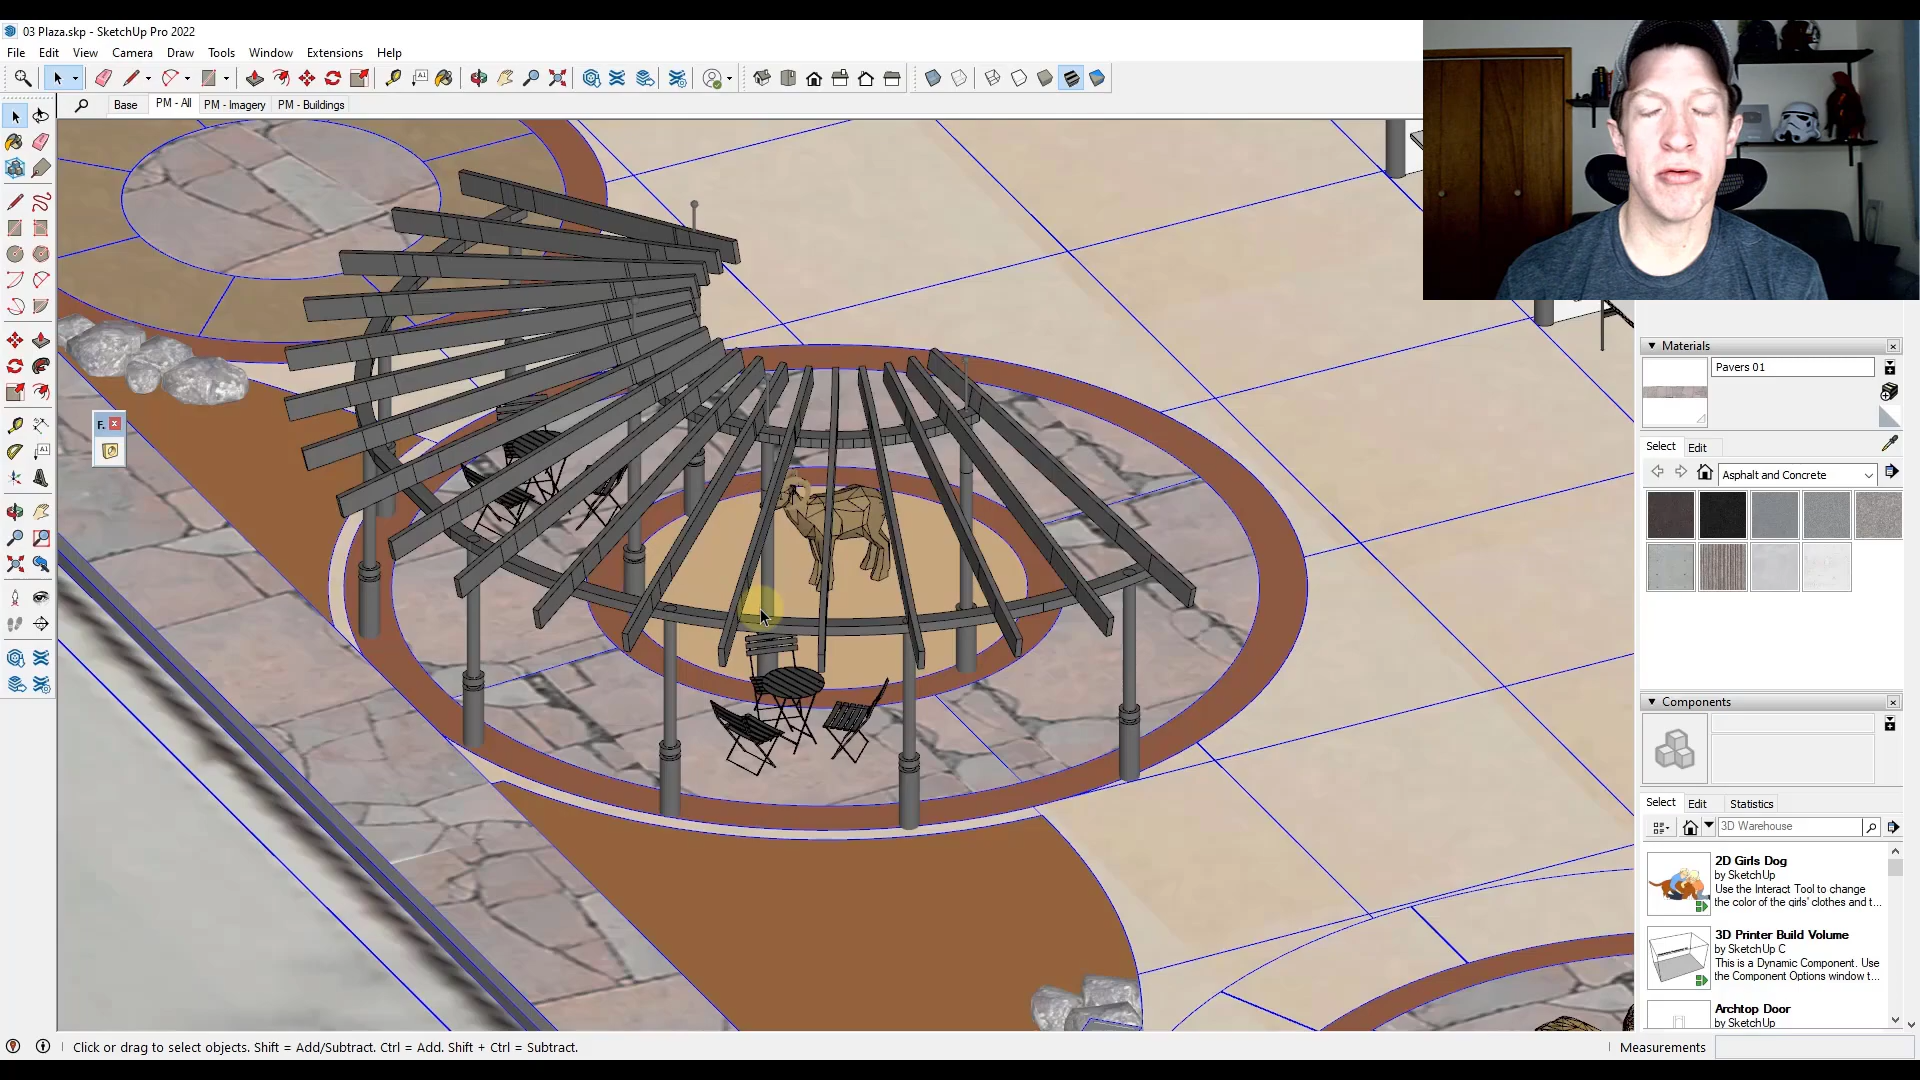 03 Plaza.skp - SketchUp Pro 2022
File Edit View Camera Draw Tools Window Extensions Help
A1
Base PM - All PM - Imagery PM - Buildings
Materials
Pavers 01
F.
A1
Select Edit
Asphalt and Concrete
Components
Select Edit Statistics
3D Warehouse
2D Girls Dog
by SketchUp
Use the Interact Tool to change
the color of the girls' clothes and t...
3D Printer Build Volume
by SketchUp C
This is a Dynamic Component. Use
the Component Options window t...
Archtop Door
by SketchUp
Click or drag to select objects. Shift = Add/Subtract. Ctrl = Add. Shift + Ctrl = Subtract.
Measurements